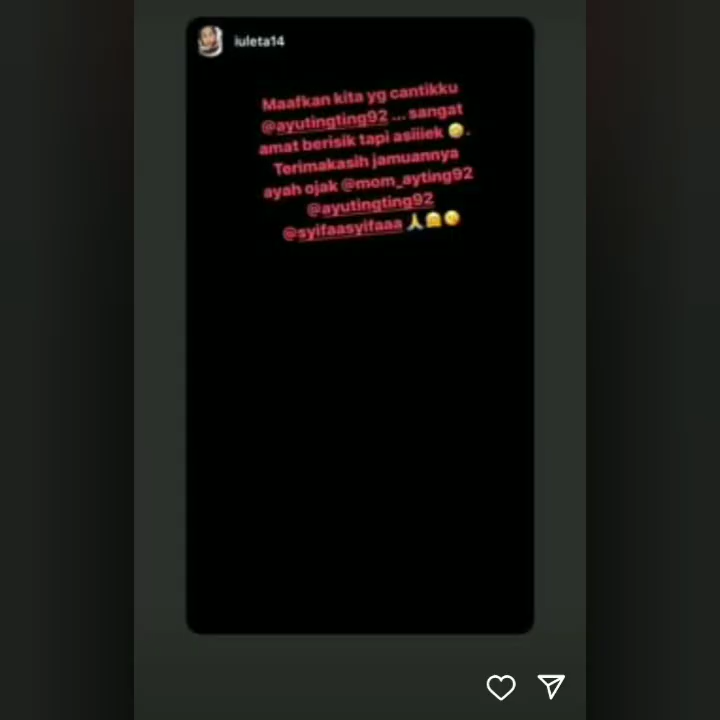 iuleta14
Maafkan kita yg cantikku
@ayutingting92 ... sangat
amat berisik tapi asiiiek 🤣.
Terimakasih jamuannya
ayah ojak @mom_ayting92
@ayutingting92
@syifaasyifaaa 🙏🤗😘